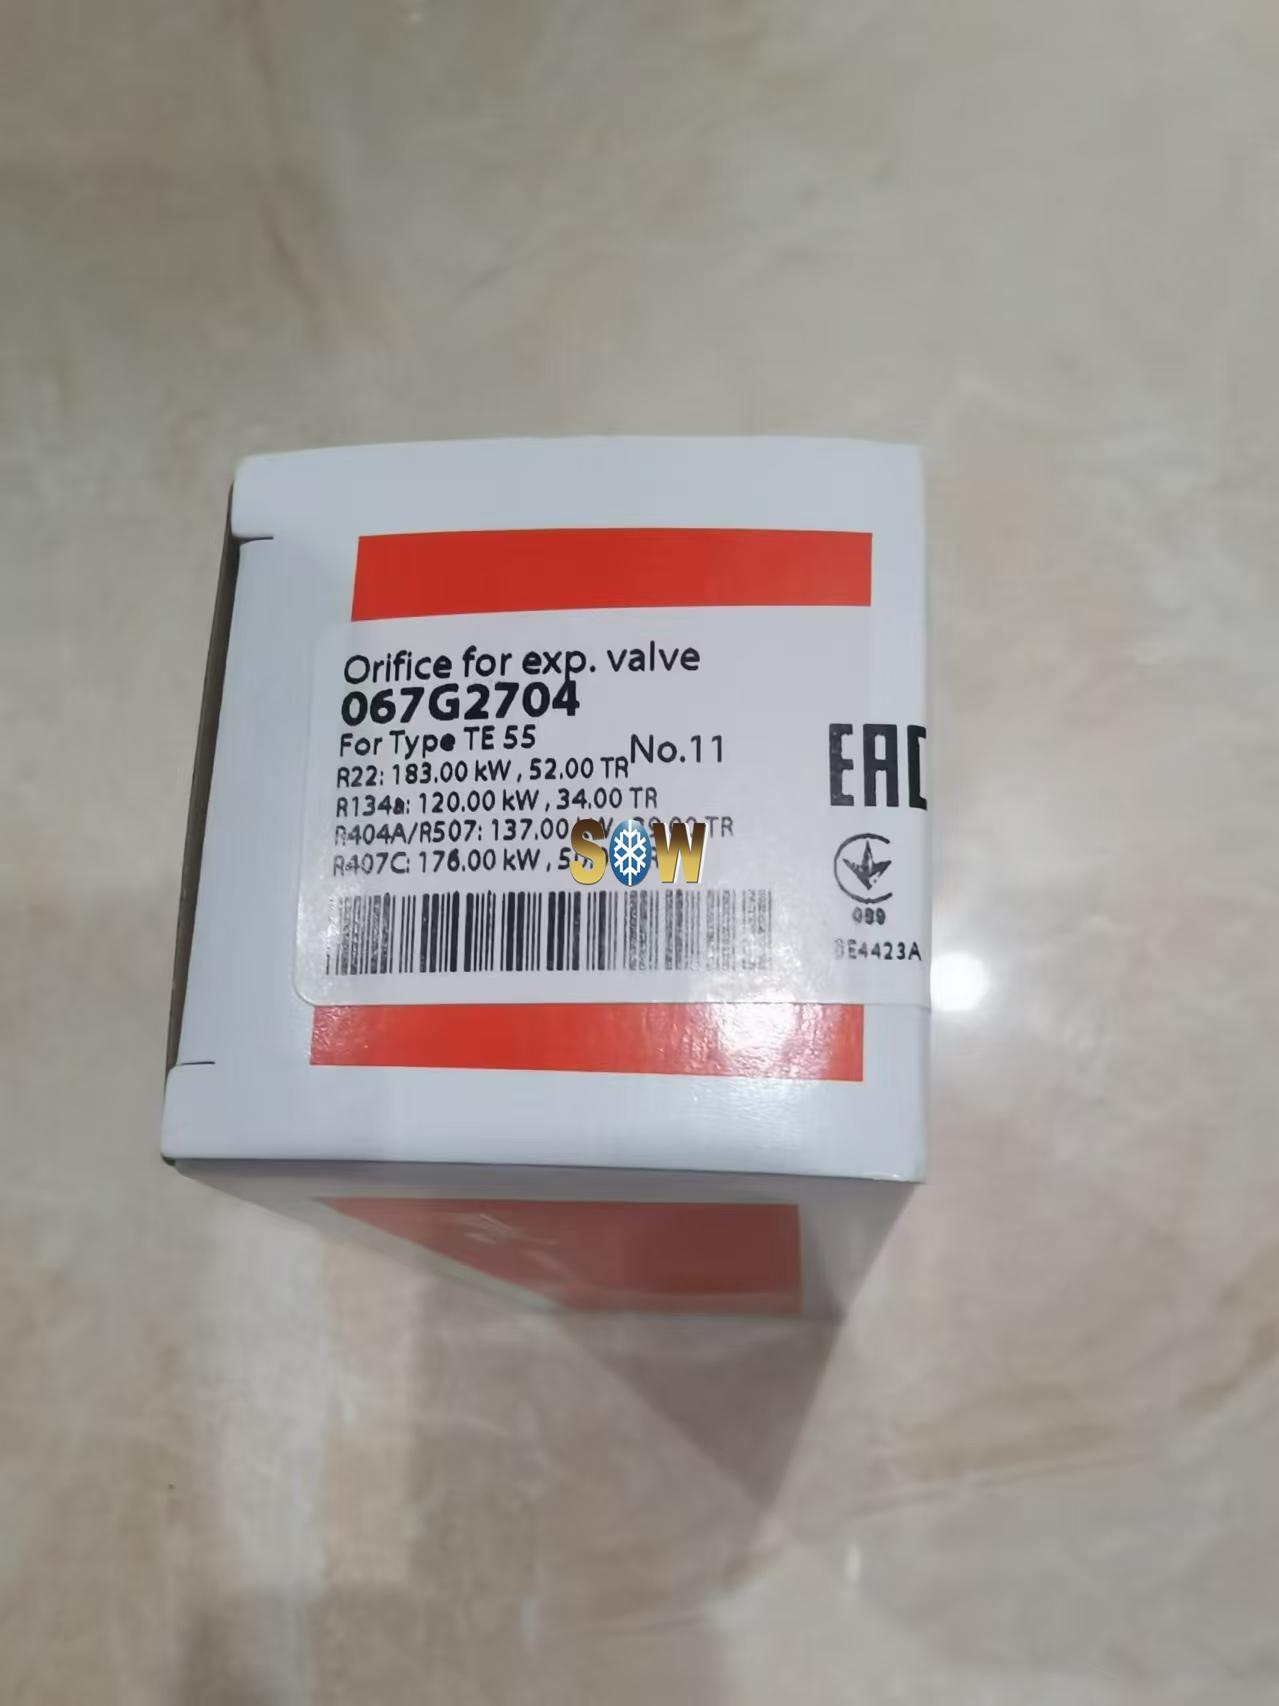 Orifice for exp. valve
067G2704
For Type TE 55
No.11
R22: 183.00 kW , 52.00 TR
R134a: 120.00 kW , 34.00 TR
R404A/R507: 137.00 TR
R407C: 176.00 kW ,
SOW
EAC
089